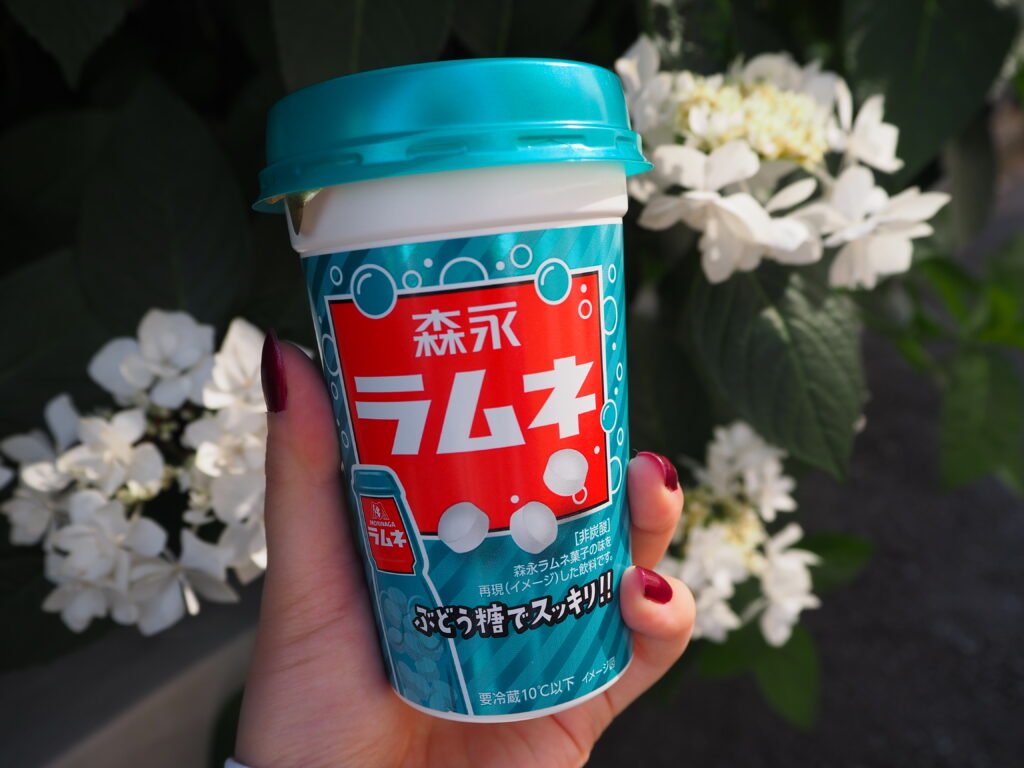 森永
ラムネ
MORINAGA
ラムネ
[非炭酸]
森永ラムネ菓子の味を
再現(イメージ)した飲料です。
ぶどう糖でスッキリ!!
要冷蔵10℃以下 イメージ図